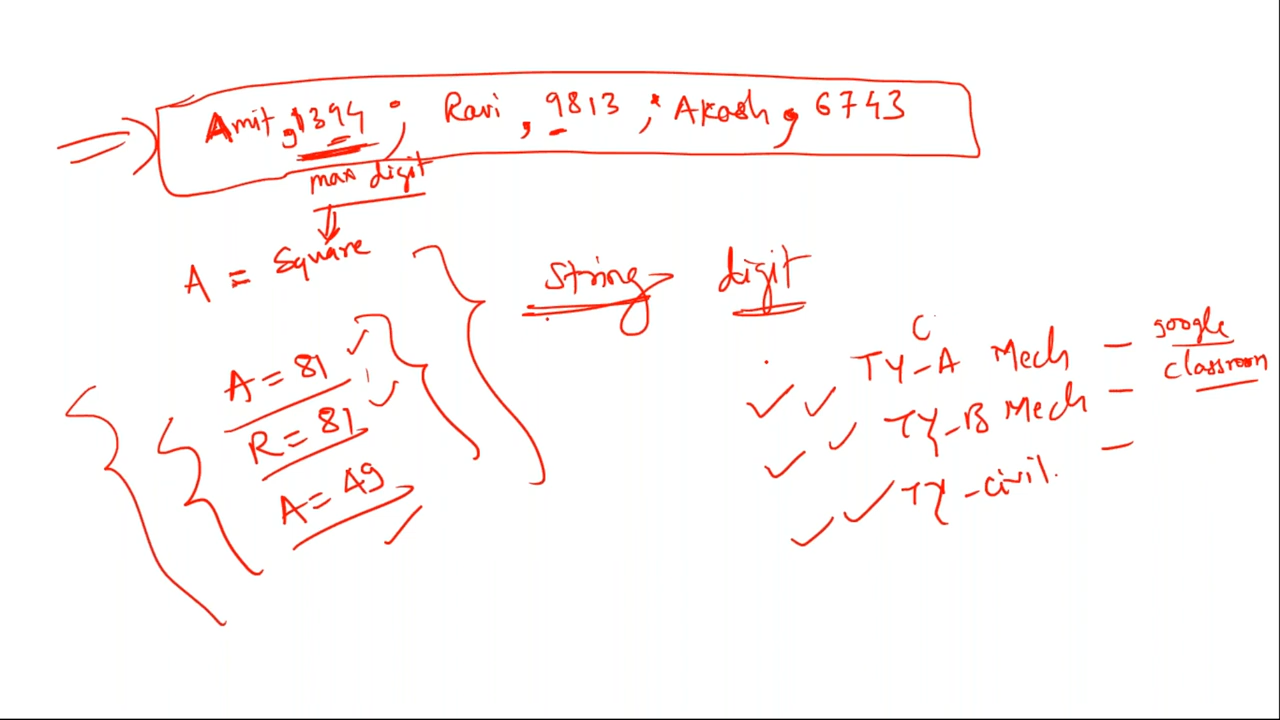 Amit, 1394 ; Ravi , 9813 ; Akash , 6743
max digit
A = Square
string digit
A = 81
R = 81
A = 49
C
TY-A Mech - google classroom
TY-B Mech -
TY-civil. -